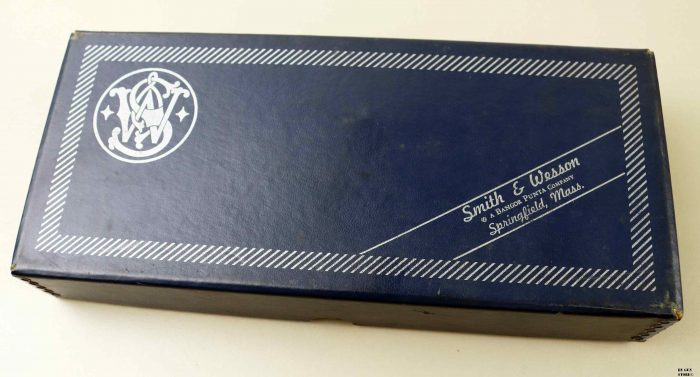 S&W
Smith & Wesson
® A BANGOR PUNTA COMPANY
Springfield, Mass.